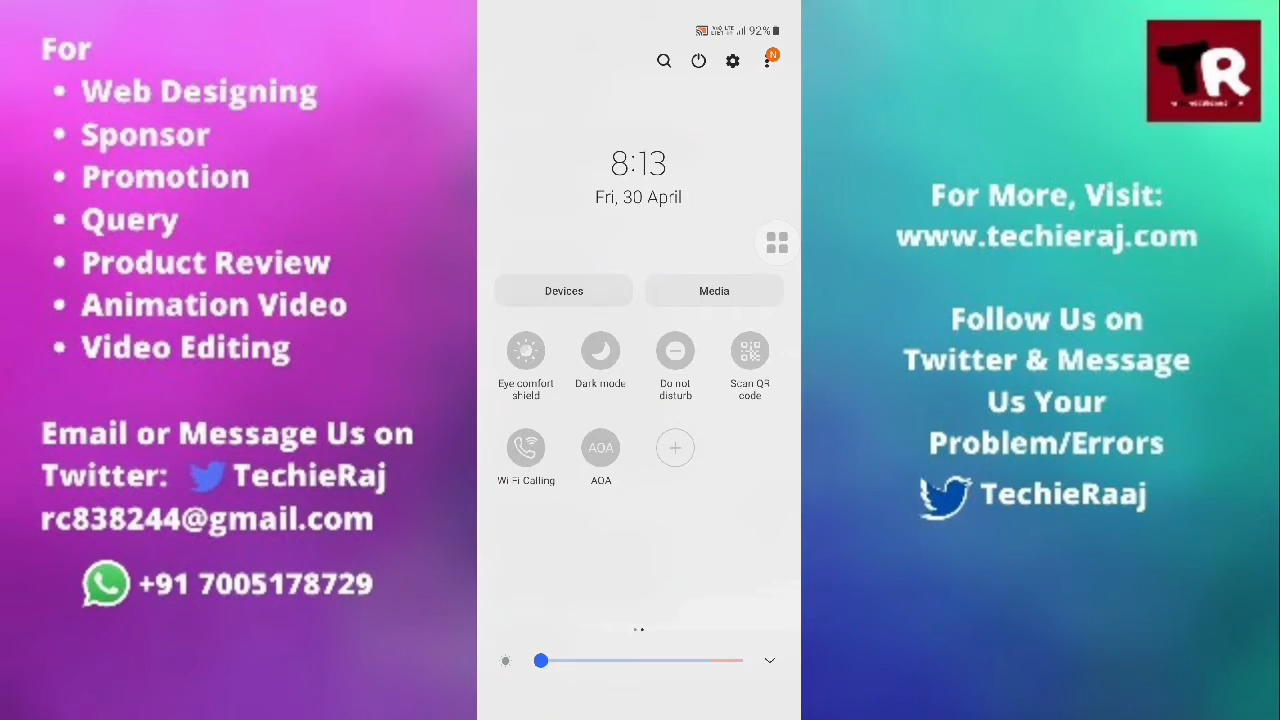 For
• Web Designing
• Sponsor
• Promotion
• Query
• Product Review
• Animation Video
• Video Editing
Email or Message Us on
Twitter: TechieRaj
rc838244@gmail.com
+91 7005178729
92%
N
8:13
Fri, 30 April
Devices
Media
Eye comfort
shield
Dark mode
Do not
disturb
Scan QR
code
Wi Fi Calling
AOA
AOA
TR
For More, Visit:
www.techieraj.com
Follow Us on
Twitter & Message
Us Your
Problem/Errors
TechieRaaj